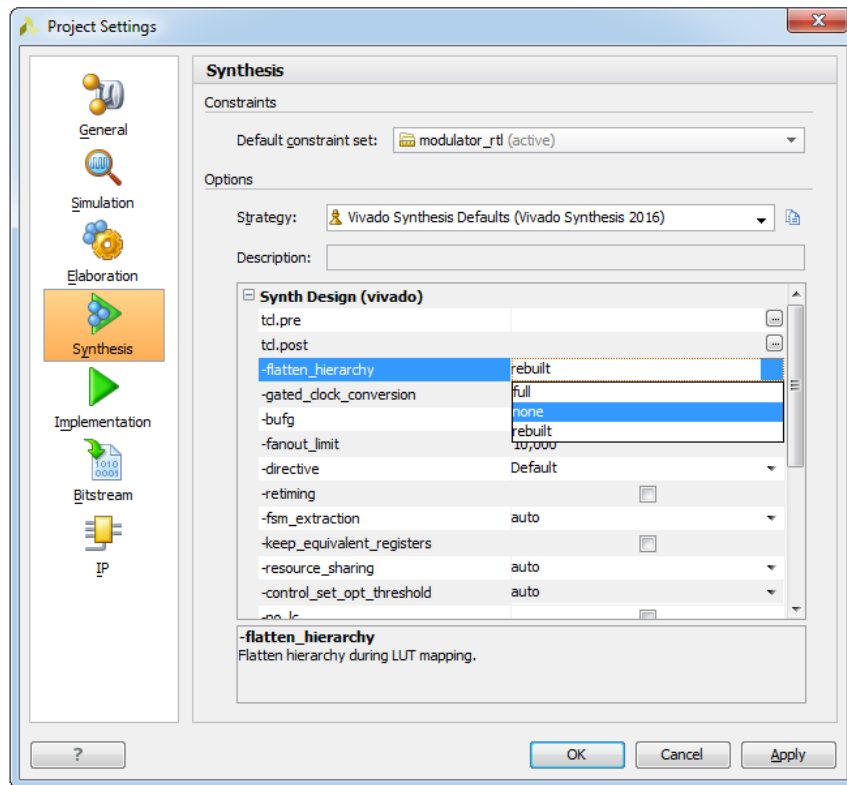 Project Settings
General
Simulation
Elaboration
Synthesis
Implementation
1010
0001
Bitstream
IP
Synthesis
Constraints
Default constraint set: modulator_rtl (active)
Options
Strategy: Vivado Synthesis Defaults (Vivado Synthesis 2016)
Description:
Synth Design (vivado)
tcl.pre ...
tcl.post ...
-flatten_hierarchy rebuilt
full
-gated_clock_conversion
none
-bufg
rebuilt
-fanout_limit 10,000
-directive Default
-retiming
-fsm_extraction auto
-keep_equivalent_registers
-resource_sharing auto
-control_set_opt_threshold auto
-no_lc
-flatten_hierarchy
Flatten hierarchy during LUT mapping.
? OK Cancel Apply